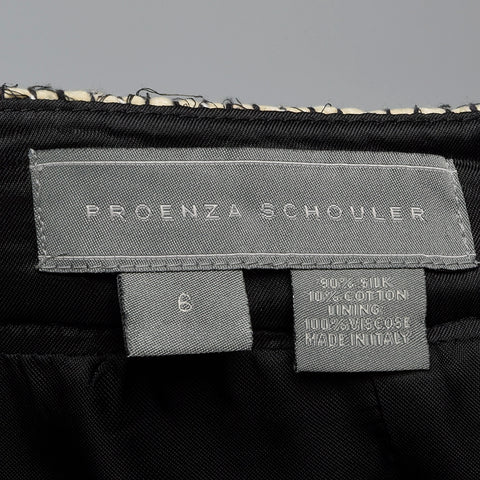 PROENZA SCHOULER
6
90% SILK
10% COTTON
LINING
100% VISCOSE
MADE IN ITALY